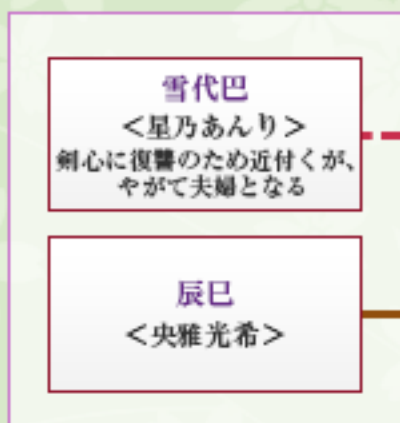 雪代巴
＜星乃あんり＞
剣心に復讐のため近付くが、
やがて夫婦となる
辰巳
＜央雅光希＞